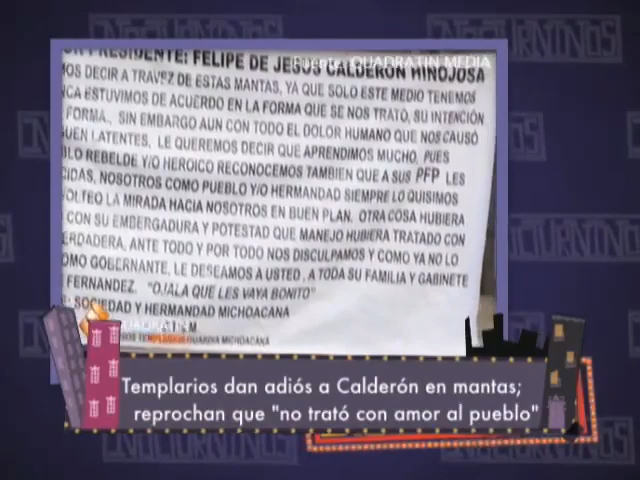 PRESIDENTE: FELIPE DE JESUS CALDERON HINOJOSA
Fuente: QUADRATIN MEDIA
DECIR A TRAVEZ DE ESTAS MANTAS, YA QUE SOLO ESTE MEDIO TENEMOS
ESTUVIMOS DE ACUERDO EN LA FORMA QUE SE NOS TRATO, SU INTENCIÓN
FORMA., SIN EMBARGO AUN CON TODO EL DOLOR HUMANO QUE NOS CAUSÓ
LATENTES, LE QUEREMOS DECIR QUE APRENDIMOS MUCHO, PUES
REBELDE Y/O HEROICO RECONOCEMOS TAMBIEN QUE A SUS PFP LES
NOSOTROS COMO PUEBLO Y/O HERMANDAD SIEMPRE LO QUISIMOS
VOLTEO LA MIRADA HACIA NOSOTROS EN BUEN PLAN. OTRA COSA HUBIERA
CON SU EMBERGADURA Y POTESTAD QUE MANEJO HUBIERA TRATADO CON
ANTE TODO Y POR TODO NOS DISCULPAMOS Y COMO YA NO LO
COMO GOBERNANTE, LE DESEAMOS A USTED , A TODA SU FAMILIA Y GABINETE
FERNANDEZ. "OJALA QUE LES VAYA BONITO"
SOCIEDAD Y HERMANDAD MICHOACANA
GUARDIA MICHOACANA
Templarios dan adiós a Calderón en mantas;
reprochan que "no trató con amor al pueblo"
NOCTURNINOS